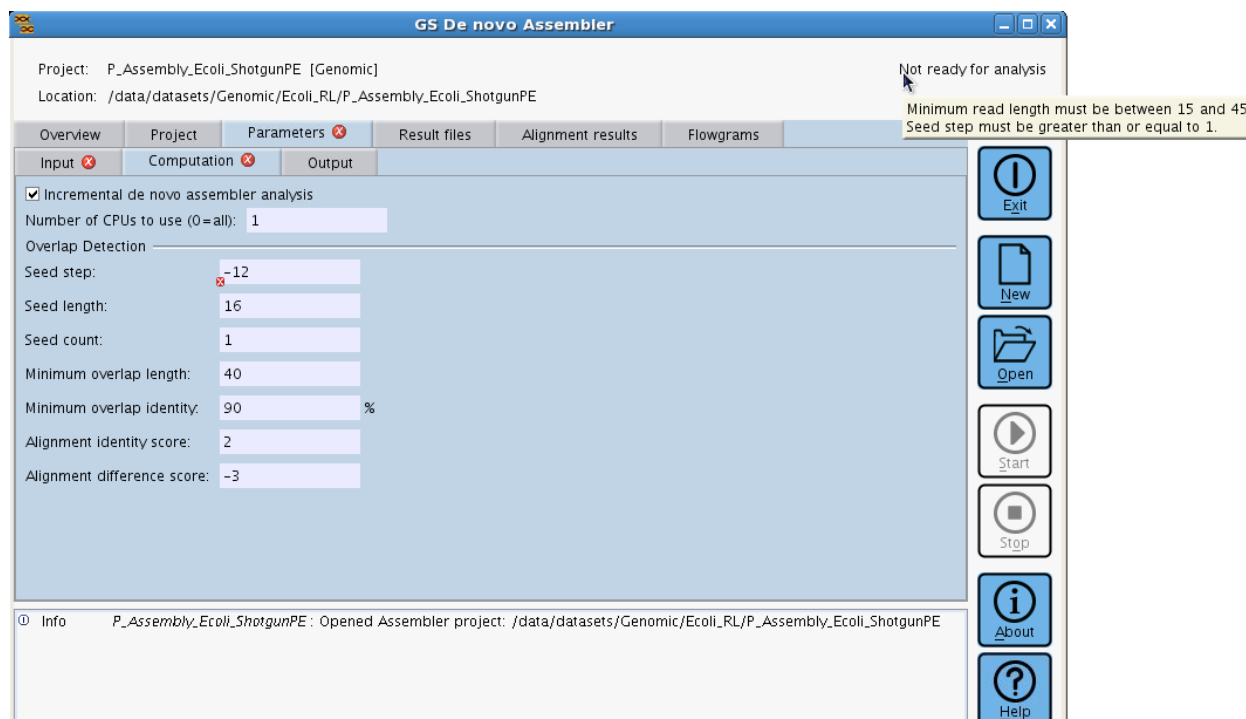 GS De novo Assembler
Project: P_Assembly_Ecoli_ShotgunPE [Genomic]
Not ready for analysis
Location: /data/datasets/Genomic/Ecoli_RL/P_Assembly_Ecoli_ShotgunPE
Minimum read length must be between 15 and 45
Seed step must be greater than or equal to 1.
Overview Project Parameters Result files Alignment results Flowgrams
Input Computation Output
Incremental de novo assembler analysis
Number of CPUs to use (0=all): 1
Overlap Detection
Seed step: -12
Seed length: 16
Seed count: 1
Minimum overlap length: 40
Minimum overlap identity: 90 %
Alignment identity score: 2
Alignment difference score: -3
Exit
New
Open
Start
Stop
About
Help
Info P_Assembly_Ecoli_ShotgunPE : Opened Assembler project: /data/datasets/Genomic/Ecoli_RL/P_Assembly_Ecoli_ShotgunPE